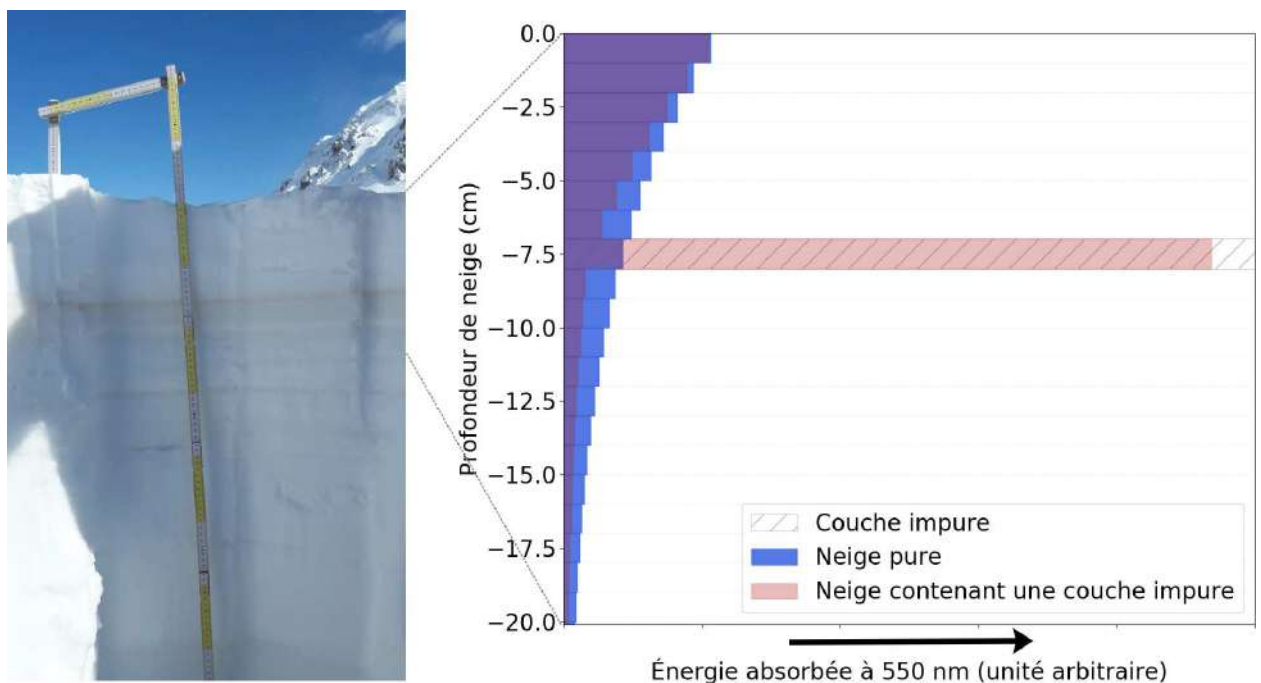 0.0
−2.5
−5.0
−7.5
−10.0
−12.5
−15.0
−17.5
−20.0
Profondeur de neige (cm)
Couche impure
Neige pure
Neige contenant une couche impure
Énergie absorbée à 550 nm (unité arbitraire)